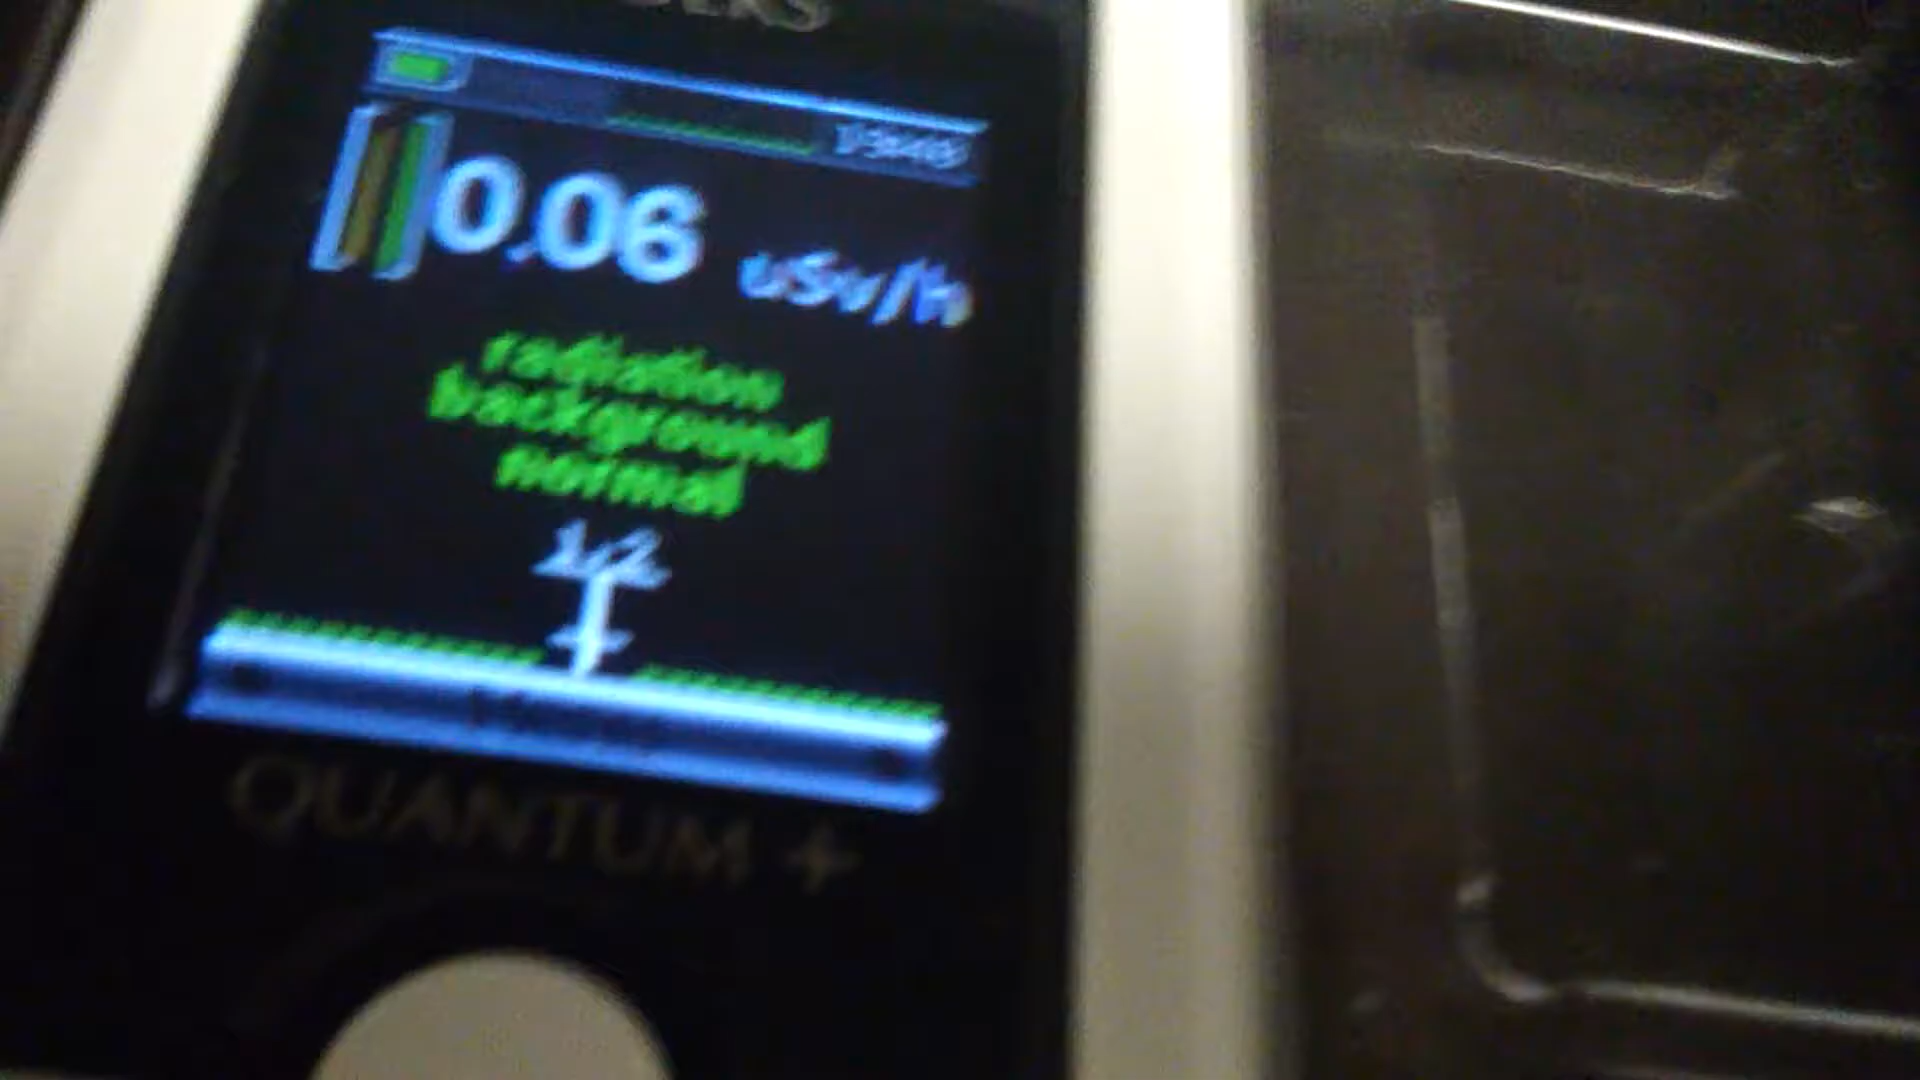 0.06 uSv/h
radiation
background
normal
QUANTUM +